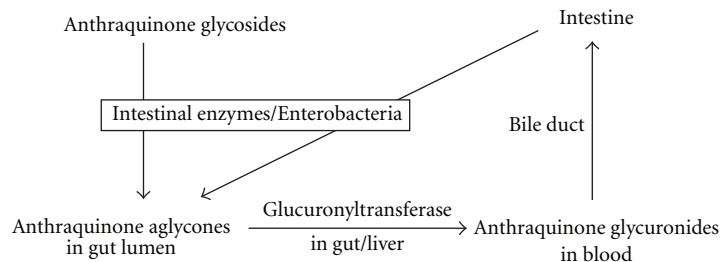 Anthraquinone glycosides
Intestine
Intestinal enzymes/Enterobacteria
Bile duct
Anthraquinone aglycones
in gut lumen
Glucuronyltransferase
in gut/liver
Anthraquinone glycuronides
in blood